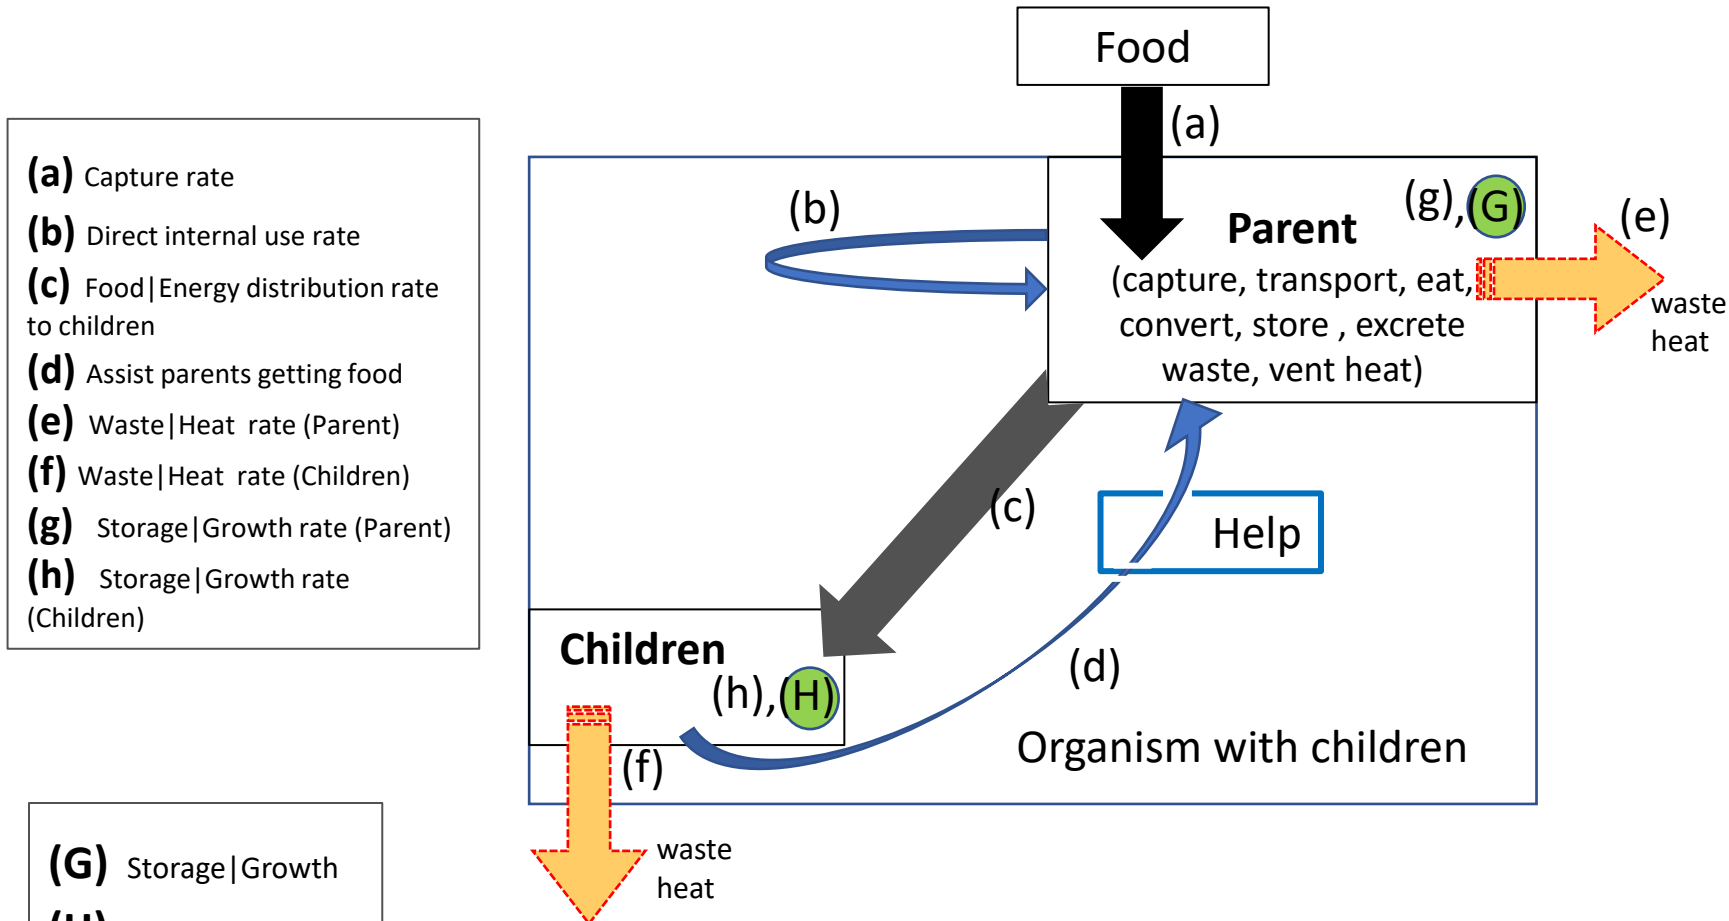 Food
(a)
(a) Capture rate
(b) Direct internal use rate
(c) Food|Energy distribution rate
to children
(d) Assist parents getting food
(e) Waste|Heat rate (Parent)
(f) Waste|Heat rate (Children)
(g) Storage|Growth rate (Parent)
(h) Storage|Growth rate
(Children)
(b)
(g),(G)
(e)
Parent
(capture, transport, eat,
convert, store , excrete
waste, vent heat)
waste
heat
(c)
Help
Children
(h),(H)
(d)
Organism with children
(f)
waste
heat
(G) Storage|Growth
(H)